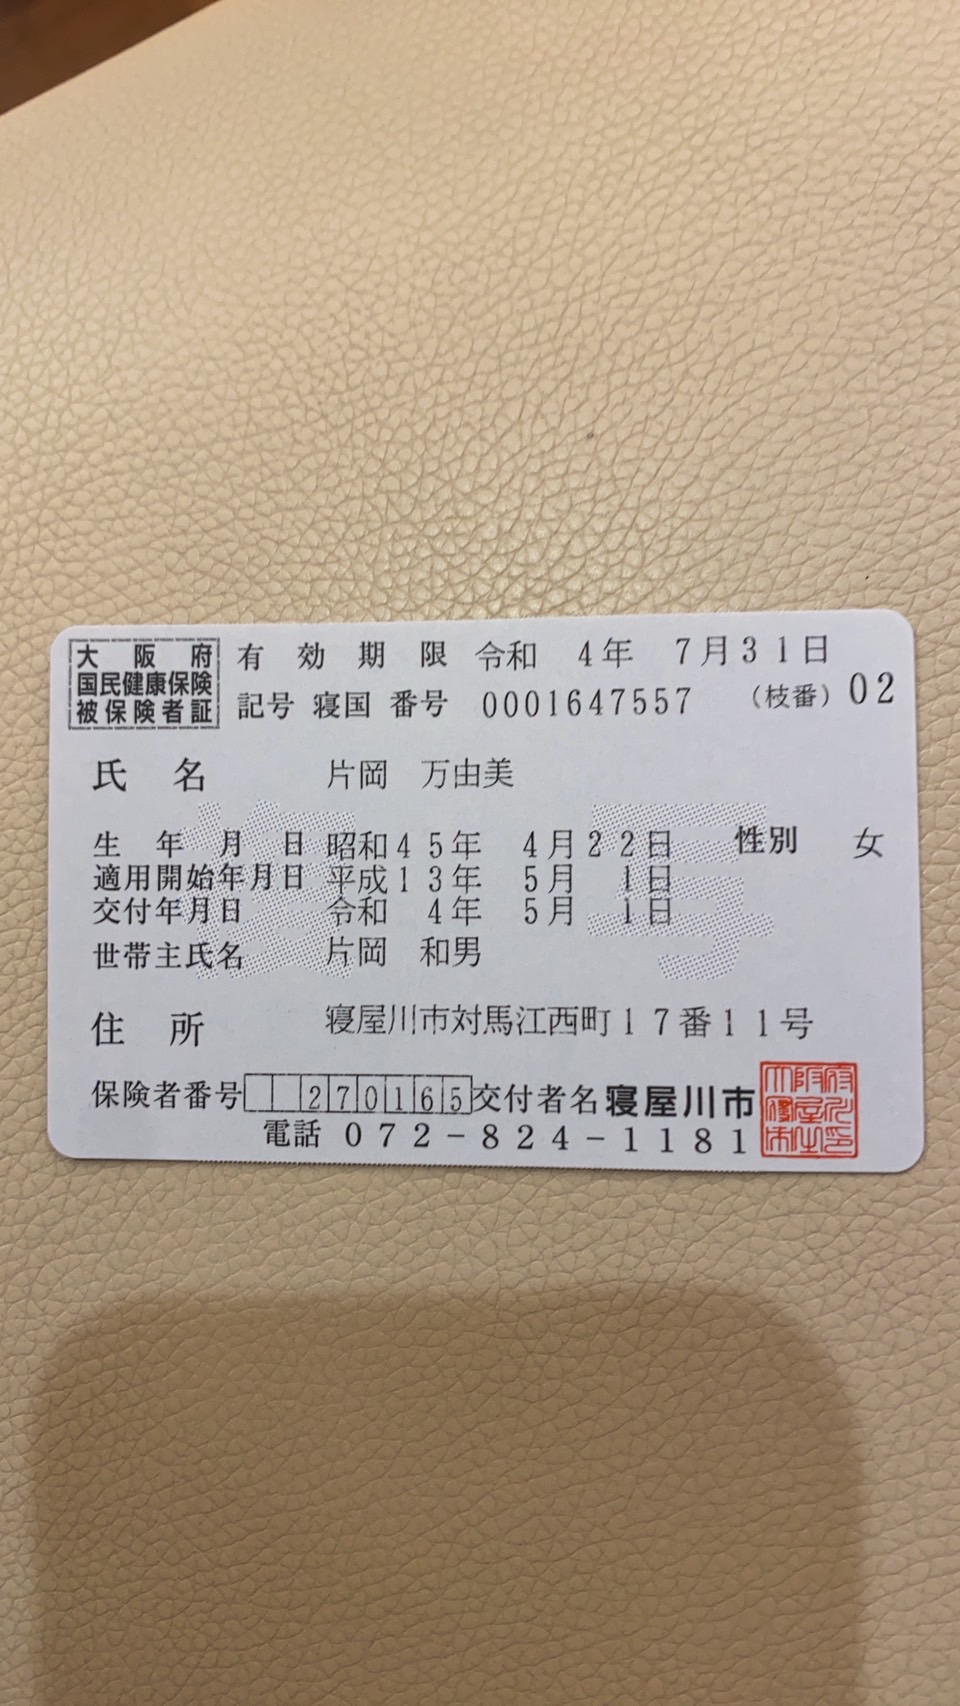 大阪府
国民健康保険
被保険者証
有効期限 令和 4年 7月31日
記号 寝国 番号 0001647557 (枝番) 02
氏名 片岡 万由美
生年月日 昭和45年 4月22日 性別 女
適用開始年月日 平成13年 5月 1日
交付年月日 令和 4年 5月 1日
世帯主氏名 片岡 和男
住所 寝屋川市対馬江西町17番11号
保険者番号 270165 交付者名 寝屋川市
電話 072-824-1181